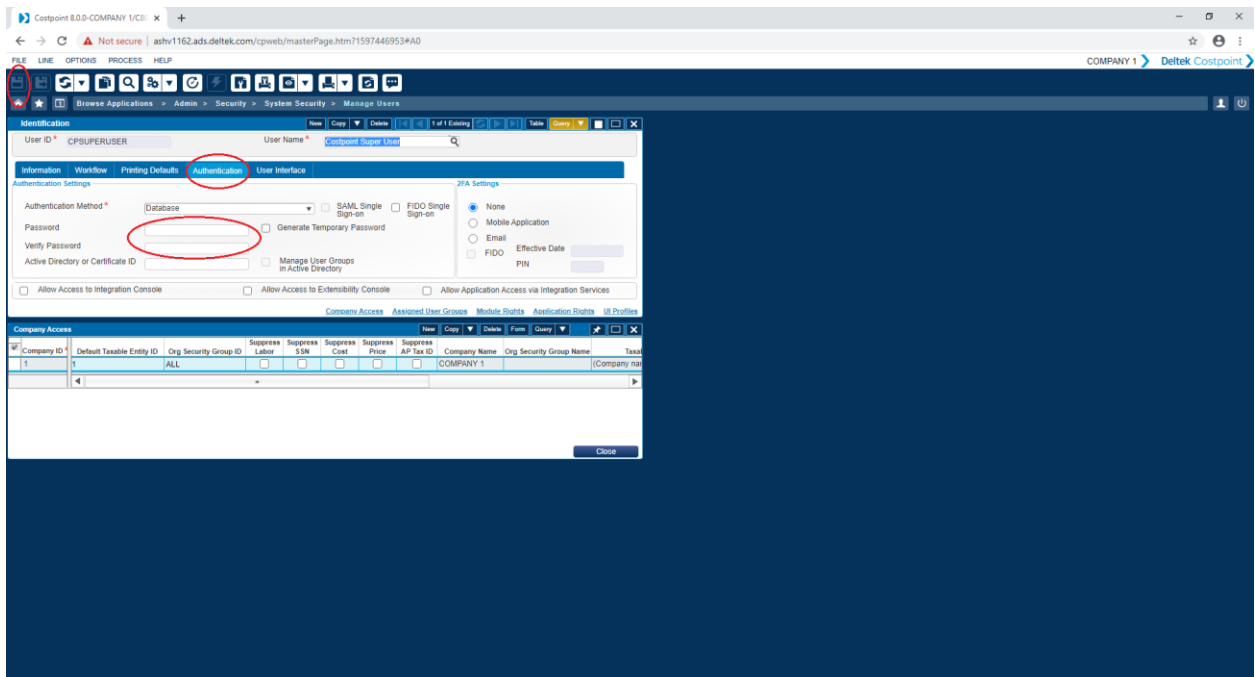 Costpoint 8.0.0-COMPANY 1/CBD
Not secure | ashv1162.ads.deltek.com/cpweb/masterPage.htm?1597446953#A0
FILE LINE OPTIONS PROCESS HELP COMPANY 1 Deltek Costpoint
Browse Applications > Admin > Security > System Security > Manage Users
Identification New Copy Delete 1 of 1 Existing Table Query
User ID * CPSUPERUSER User Name * Costpoint Super User
Information Workflow Printing Defaults Authentication User Interface
Authentication Settings 2FA Settings
Authentication Method * Database SAML Single Sign-on FIDO Single Sign-on None
Password Generate Temporary Password Mobile Application
Verify Password Email
FIDO Effective Date
Active Directory or Certificate ID Manage User Groups in Active Directory PIN
Allow Access to Integration Console Allow Access to Extensibility Console Allow Application Access via Integration Services
Company Access Assigned User Groups Module Rights Application Rights UI Profiles
Company Access New Copy Delete Form Query
Company ID * Default Taxable Entity ID Org Security Group ID Suppress Labor Suppress SSN Suppress Cost Suppress Price Suppress AP Tax ID Company Name Org Security Group Name Taxal
1 1 ALL COMPANY 1 (Company nar
Close